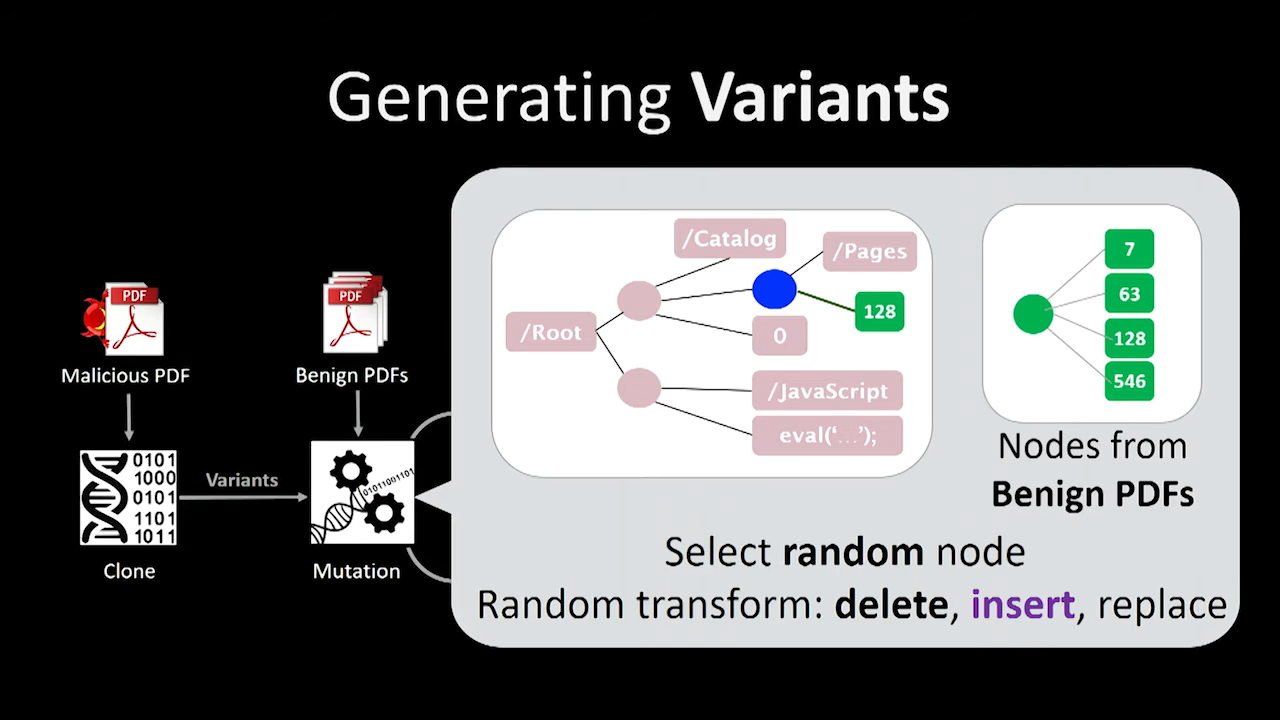 Generating Variants
PDF
Malicious PDF
PDF
Benign PDFs
0101
1000
0101
1101
1011
Clone
Variants
01011001101
Mutation
/Root
/Catalog
/Pages
128
0
/JavaScript
eval(‘…’);
7
63
128
546
Nodes from
Benign PDFs
Select random node
Random transform: delete, insert, replace